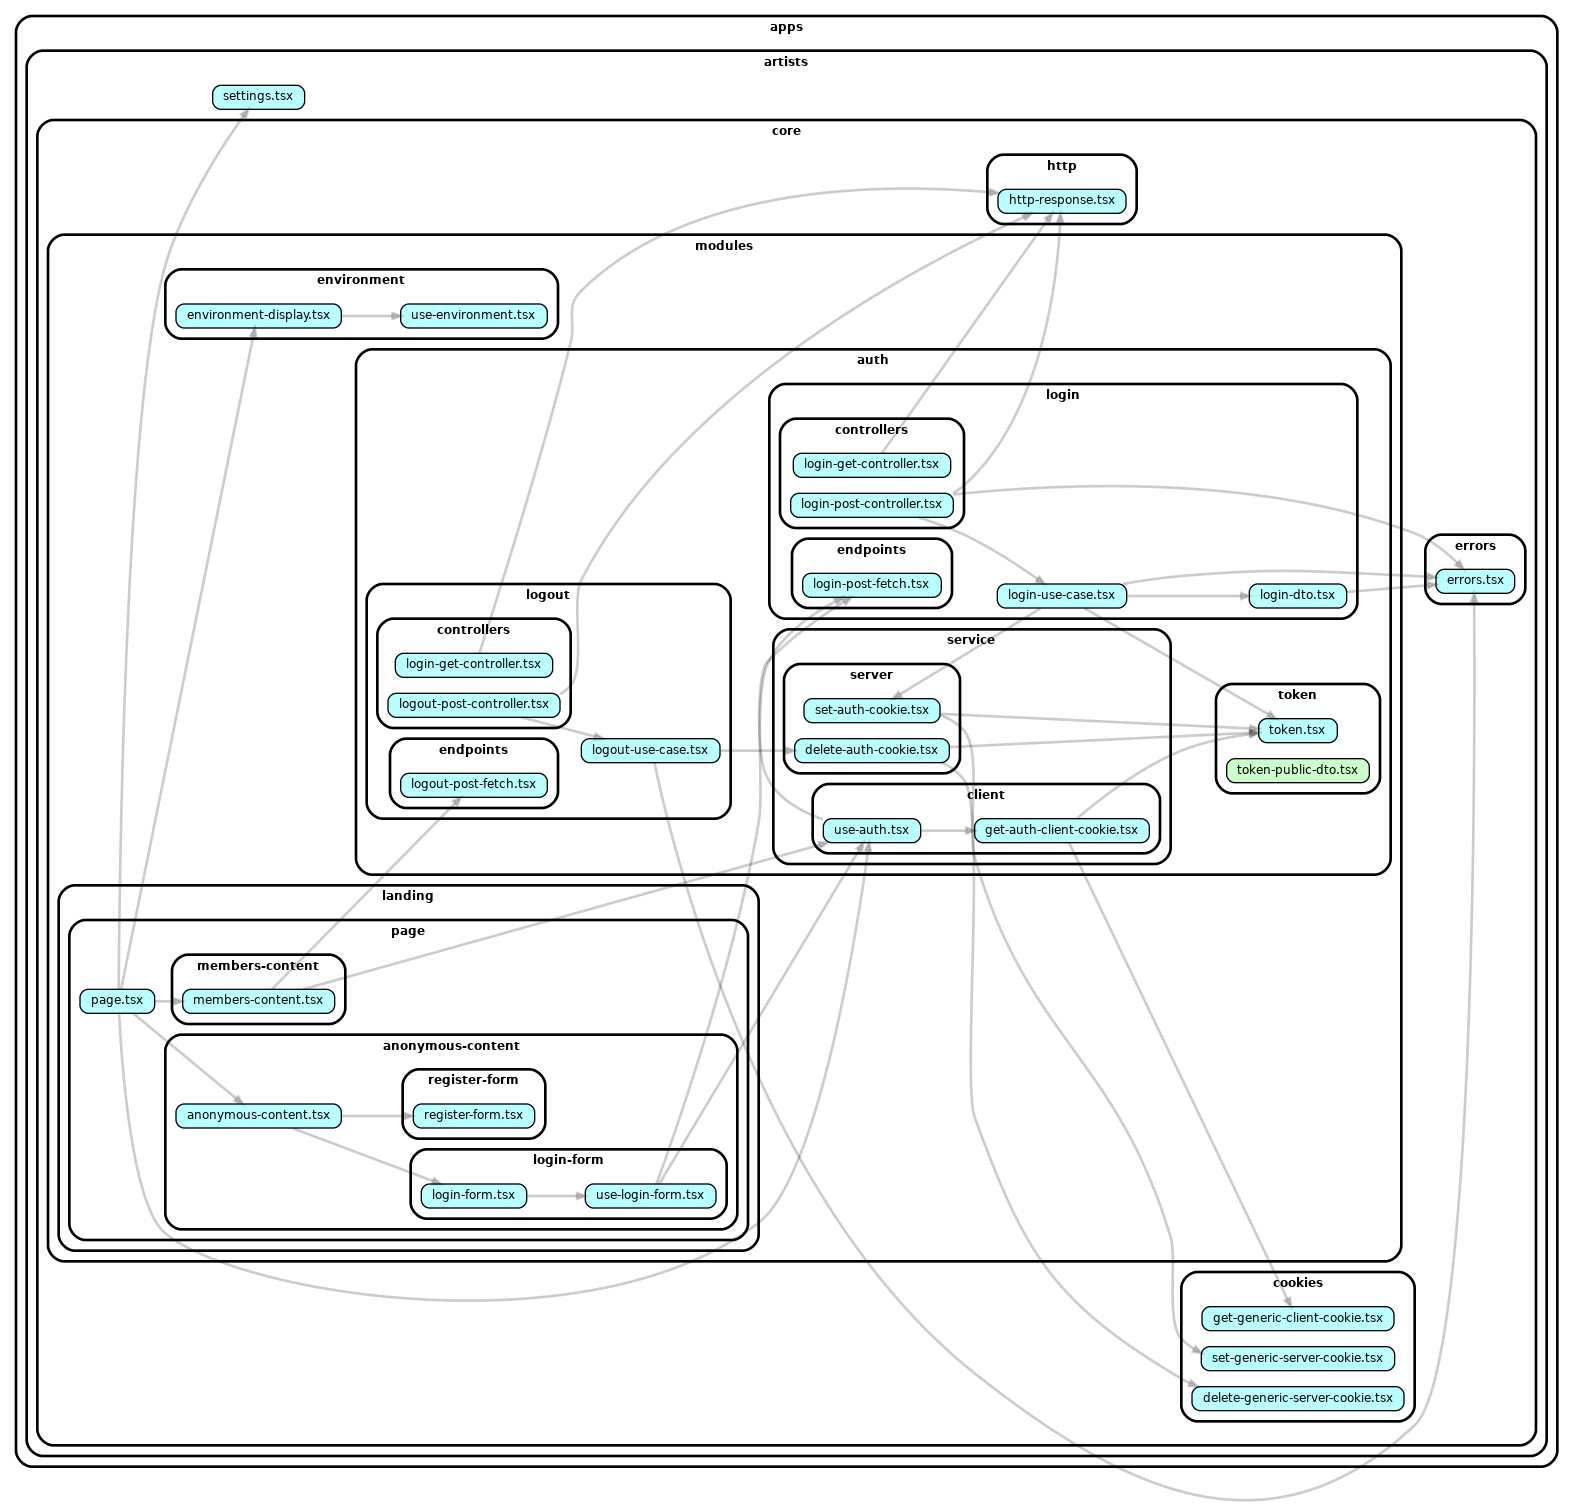 apps
artists
settings.tsx
core
http
http-response.tsx
modules
environment
environment-display.tsx
use-environment.tsx
auth
login
controllers
login-get-controller.tsx
login-post-controller.tsx
endpoints
login-post-fetch.tsx
login-use-case.tsx
login-dto.tsx
errors
errors.tsx
logout
controllers
login-get-controller.tsx
logout-post-controller.tsx
endpoints
logout-post-fetch.tsx
logout-use-case.tsx
service
server
set-auth-cookie.tsx
delete-auth-cookie.tsx
client
use-auth.tsx
get-auth-client-cookie.tsx
token
token.tsx
token-public-dto.tsx
landing
page
page.tsx
members-content
members-content.tsx
anonymous-content
anonymous-content.tsx
register-form
register-form.tsx
login-form
login-form.tsx
use-login-form.tsx
cookies
get-generic-client-cookie.tsx
set-generic-server-cookie.tsx
delete-generic-server-cookie.tsx